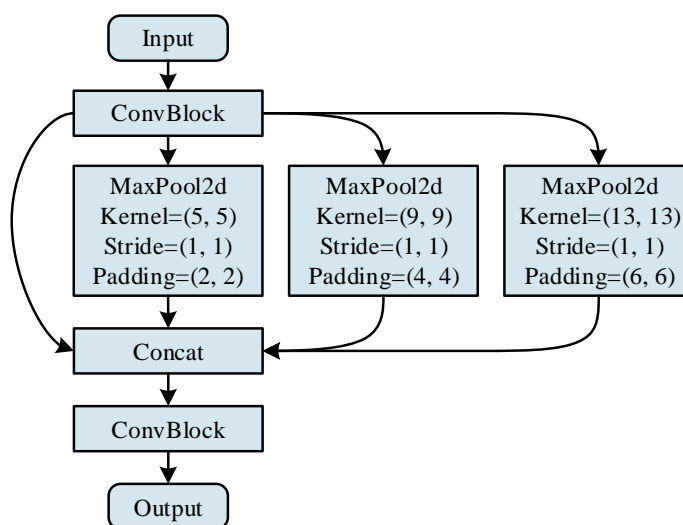 Input
ConvBlock
MaxPool2d
Kernel=(5, 5)
Stride=(1, 1)
Padding=(2, 2)
MaxPool2d
Kernel=(9, 9)
Stride=(1, 1)
Padding=(4, 4)
MaxPool2d
Kernel=(13, 13)
Stride=(1, 1)
Padding=(6, 6)
Concat
ConvBlock
Output